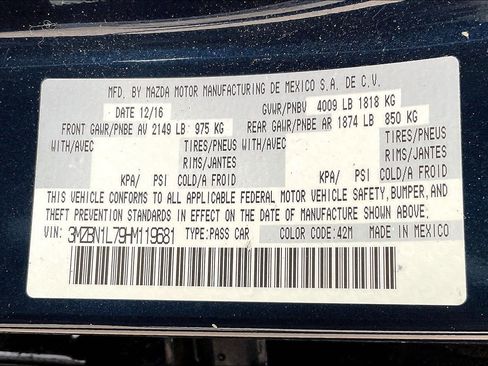 MFD. BY MAZDA MOTOR MANUFACTURING DE MEXICO S.A. DE C.V.
DATE 12/16 GVWR/PNBV 4009 LB 1818 KG
FRONT GAWR/PNBE AV 2149 LB 975 KG REAR GAWR/PNBE AR 1874 LB 850 KG
WITH/AVEC TIRES/PNEUS WITH/AVEC TIRES/PNEUS
RIMS/JANTES RIMS/JANTES
KPA/ PSI COLD/A FROID KPA/ PSI COLD/A FROID
THIS VEHICLE CONFORMS TO ALL APPLICABLE FEDERAL MOTOR VEHICLE SAFETY, BUMPER, AND
THEFT PREVENTION STANDARDS IN EFFECT ON THE DATE OF MANUFACTURE SHOWN ABOVE.
VIN: 3MZBN1L79HM119681 TYPE:PASS CAR COLOR CODE:42M MADE IN MEXICO